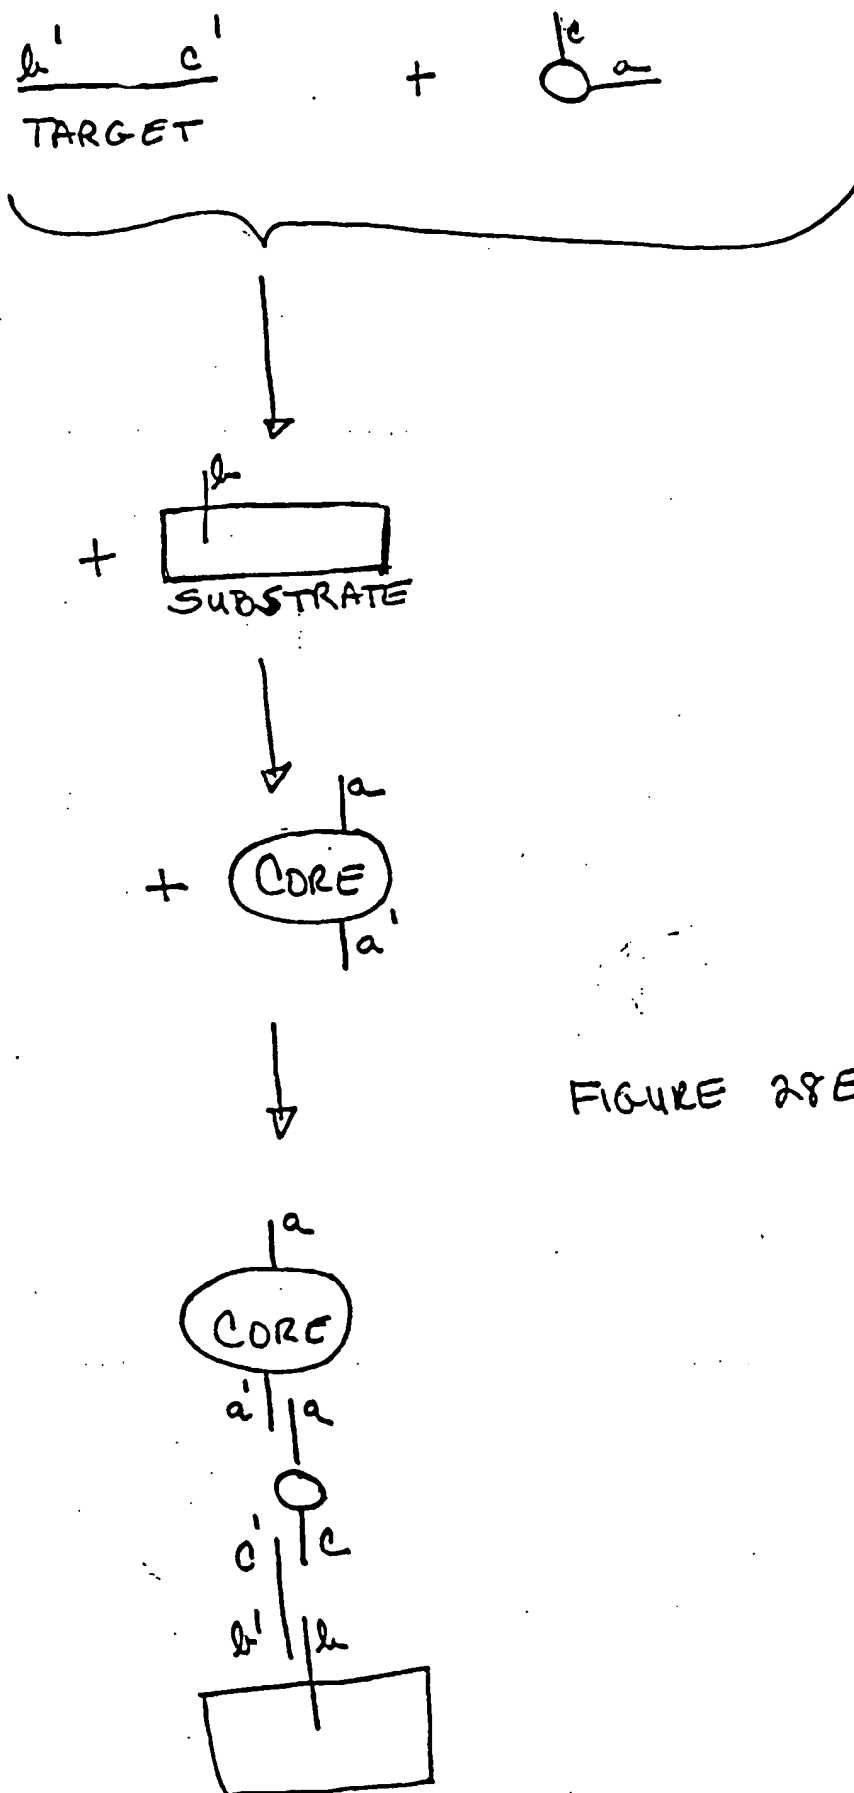 b' c' + c a
TARGET
b
+
SUBSTRATE
a
+ CORE
a'
FIGURE 28E
a
CORE
a' a
c' c
b' b